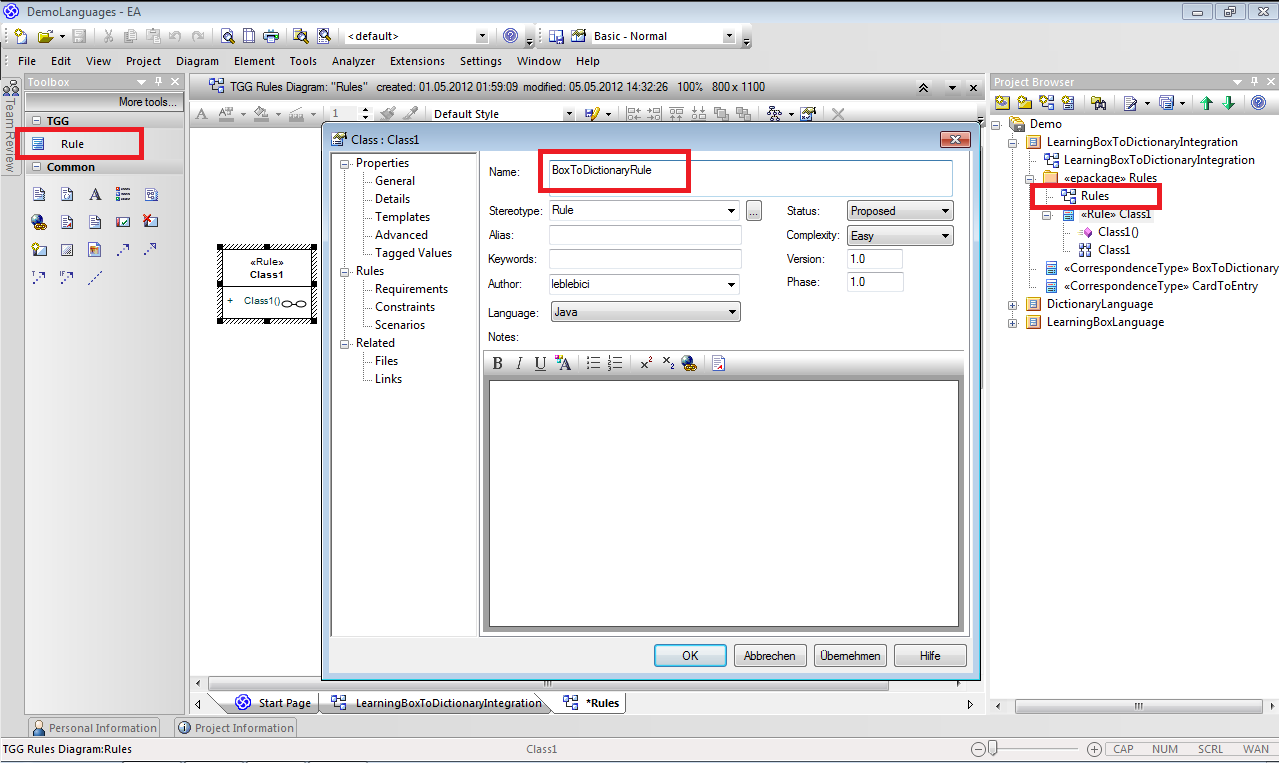 DemoLanguages - EA
<default>
Basic - Normal
File Edit View Project Diagram Element Tools Analyzer Extensions Settings Window Help
Toolbox
More tools...
TGG
Rule
Common
Team Review
TGG Rules Diagram: "Rules" created: 01.05.2012 01:59:09 modified: 05.05.2012 14:32:26 100% 800 x 1100
1
Default Style
«Rule»
Class1
+ Class1()
Class : Class1
Properties
General
Details
Templates
Advanced
Tagged Values
Rules
Requirements
Constraints
Scenarios
Related
Files
Links
Name: BoxToDictionaryRule
Stereotype: Rule ... Status: Proposed
Alias: Complexity: Easy
Keywords: Version: 1.0
Author: leblebici Phase: 1.0
Language: Java
Notes:
B I U A x² x₂
OK Abbrechen Übernehmen Hilfe
Project Browser
Demo
LearningBoxToDictionaryIntegration
LearningBoxToDictionaryIntegration
«epackage» Rules
Rules
«Rule» Class1
Class1()
Class1
«CorrespondenceType» BoxToDictionary
«CorrespondenceType» CardToEntry
DictionaryLanguage
LearningBoxLanguage
Start Page LearningBoxToDictionaryIntegration *Rules
Personal Information Project Information
TGG Rules Diagram:Rules Class1 CAP NUM SCRL WAN